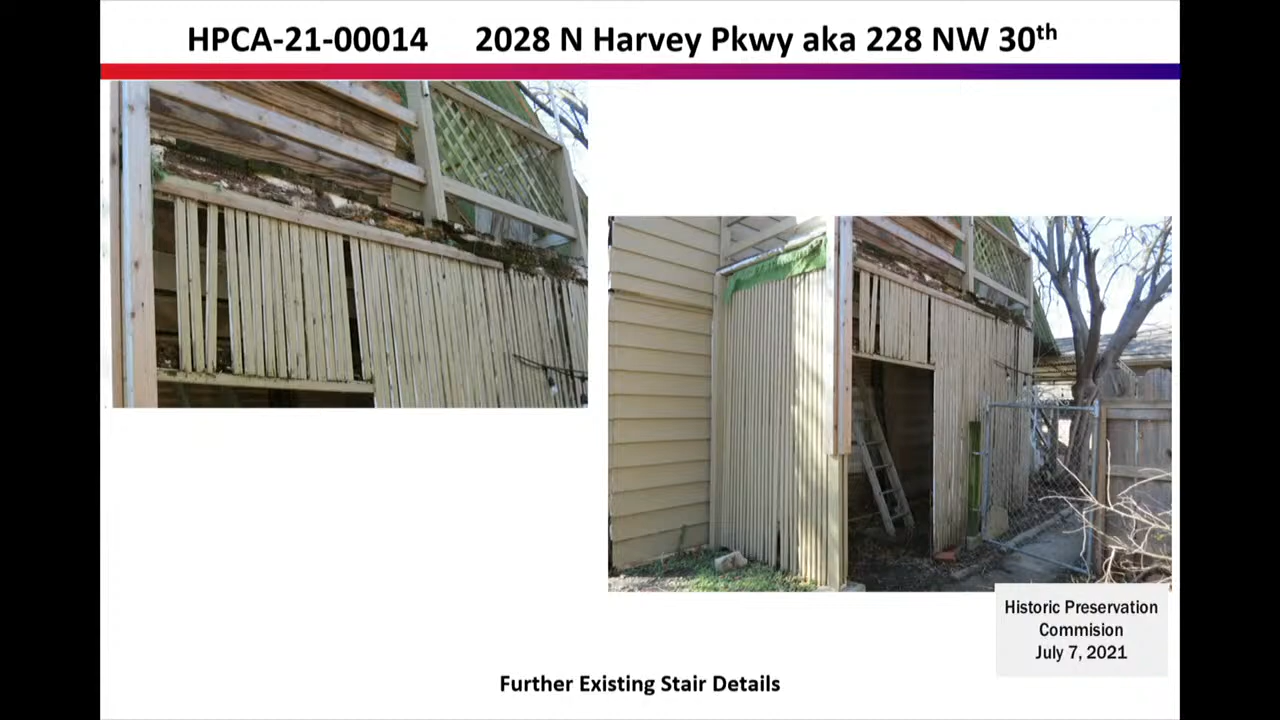 HPCA-21-00014 2028 N Harvey Pkwy aka 228 NW 30th
Historic Preservation
Commision
July 7, 2021
Further Existing Stair Details